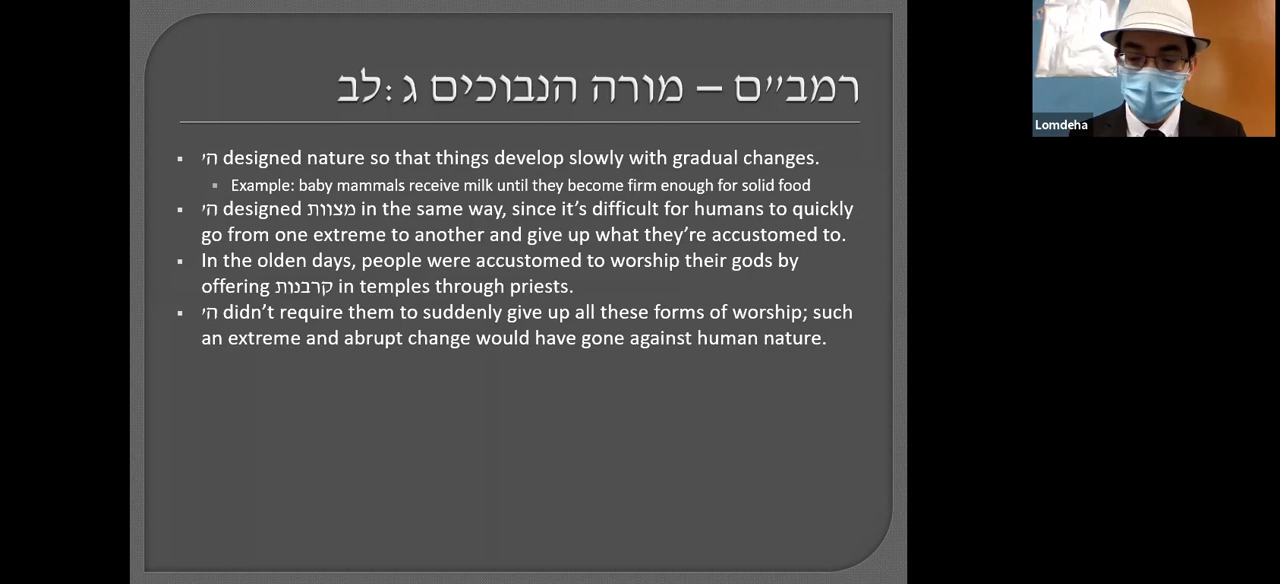 רמב״ם – מורה הנבוכים ג:לב
▪ ה׳ designed nature so that things develop slowly with gradual changes.
▪ Example: baby mammals receive milk until they become firm enough for solid food
▪ ה׳ designed מצוות in the same way, since it’s difficult for humans to quickly
go from one extreme to another and give up what they’re accustomed to.
▪ In the olden days, people were accustomed to worship their gods by
offering קרבנות in temples through priests.
▪ ה׳ didn’t require them to suddenly give up all these forms of worship; such
an extreme and abrupt change would have gone against human nature.
Lomdeha